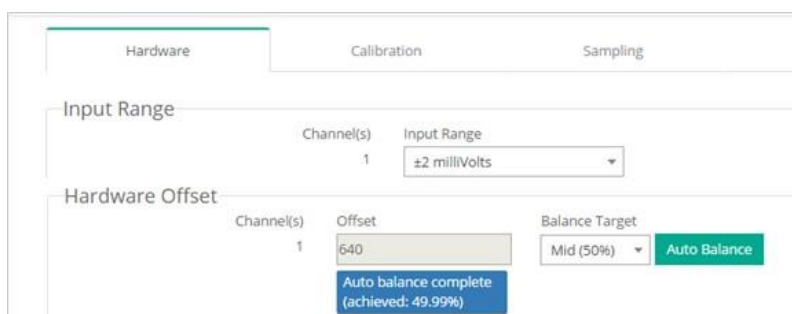 Hardware Calibration Sampling
Input Range
Channel(s) Input Range
1 ±2 milliVolts
Hardware Offset
Channel(s) Offset Balance Target
1 640 Mid (50%) Auto Balance
Auto balance complete
(achieved: 49.99%)